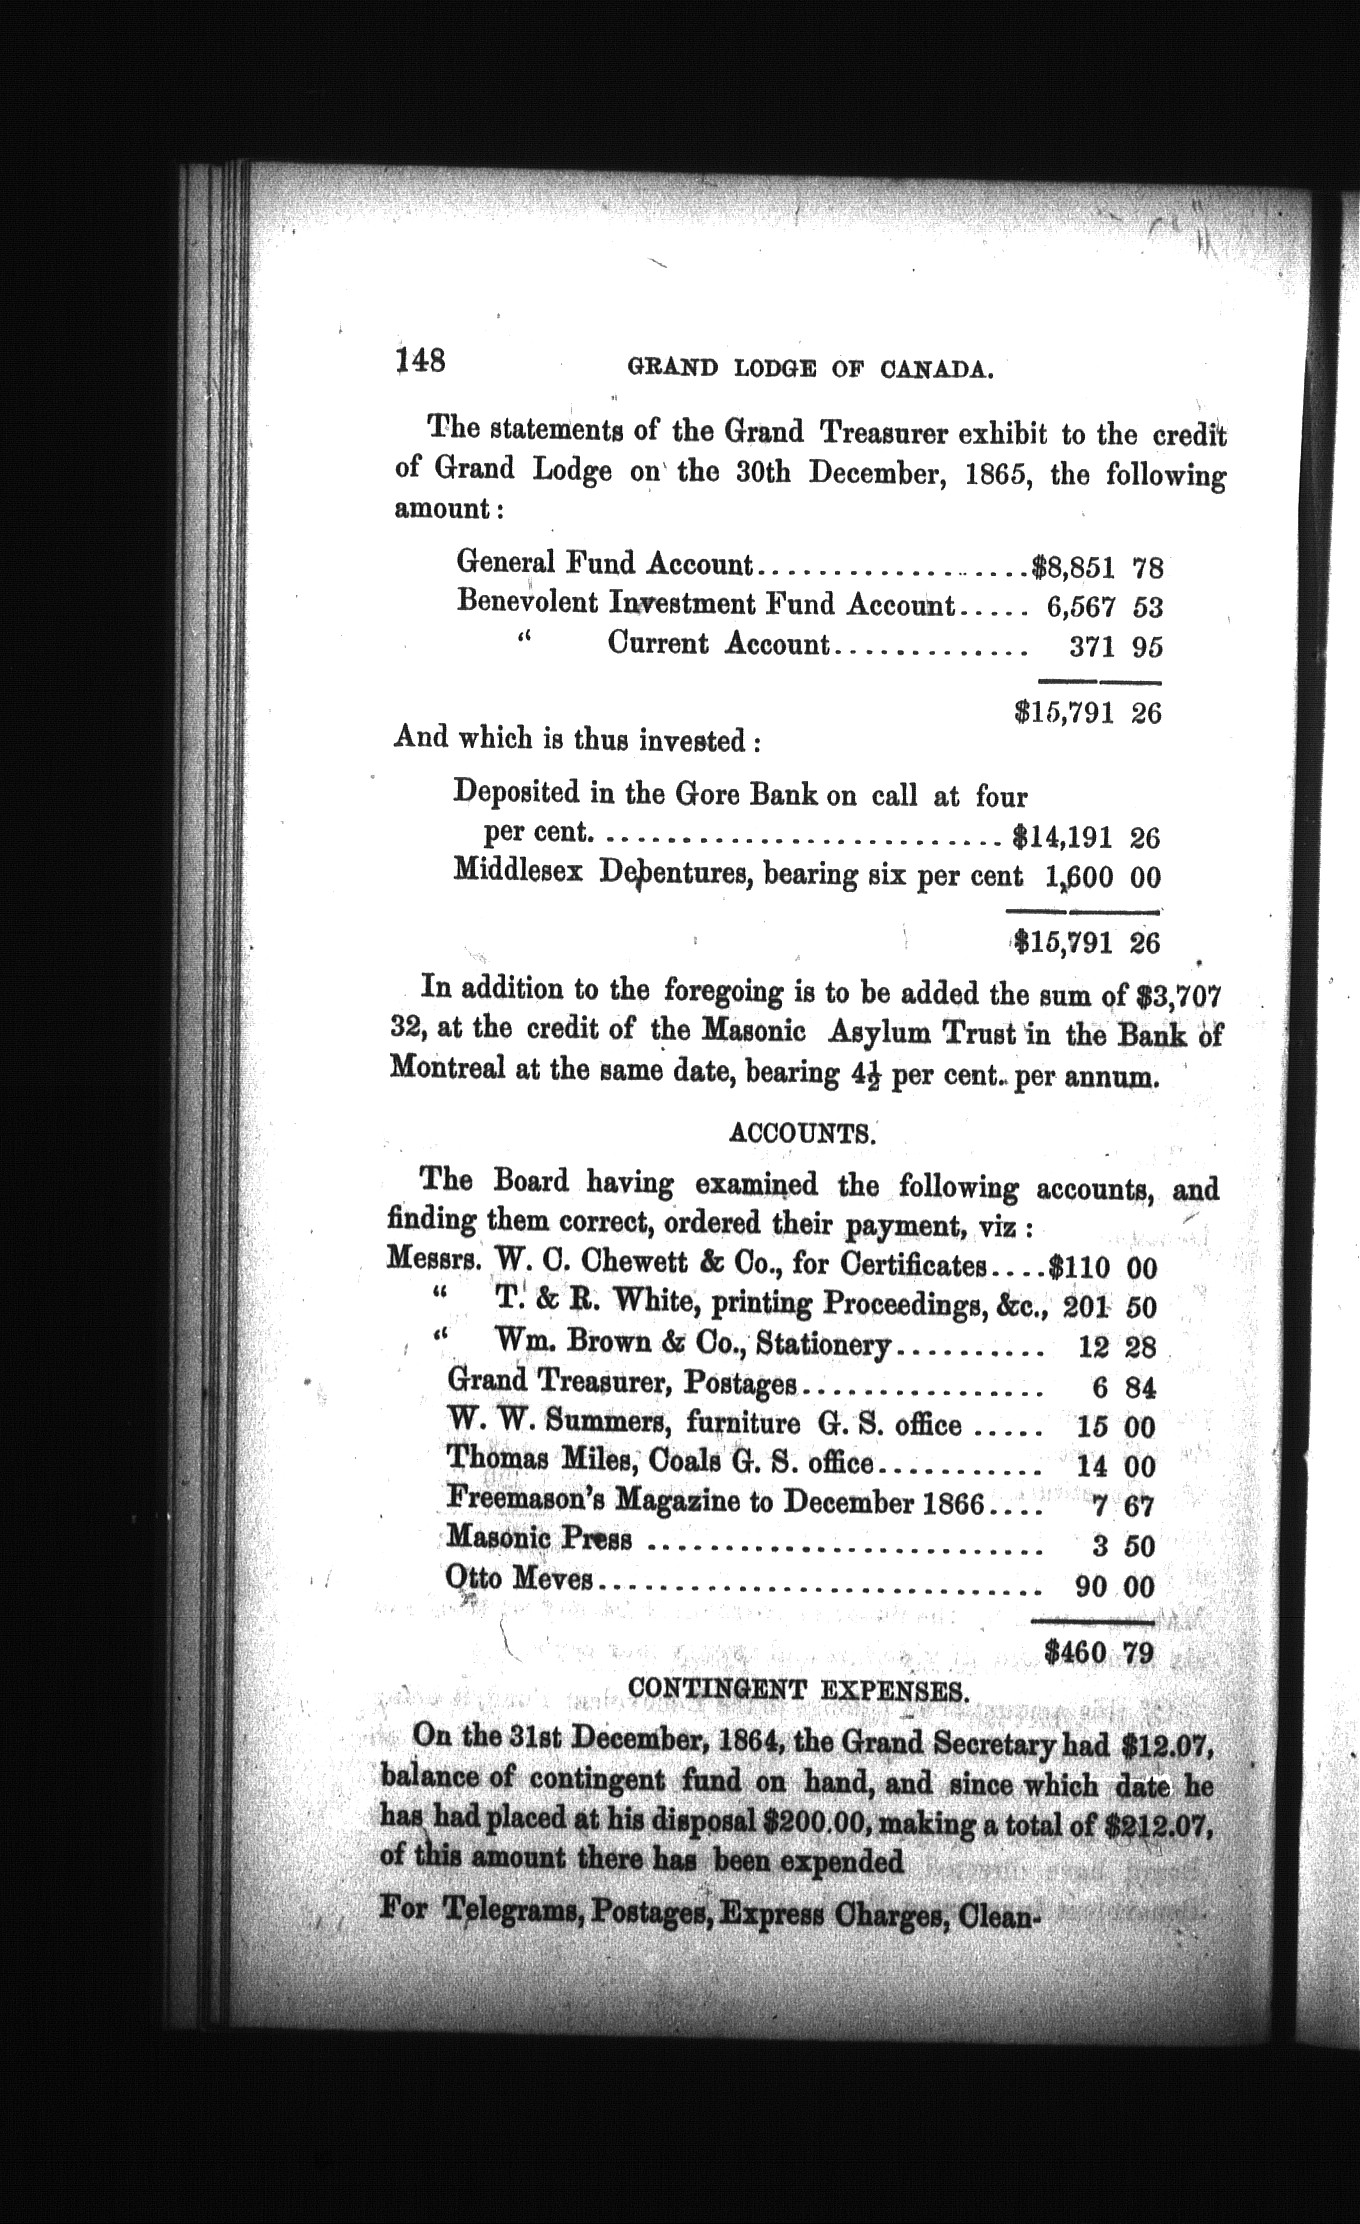 148 GRAND LODGE OF CANADA.
The statements of the Grand Treasurer exhibit to the credit
of Grand Lodge on the 30th December, 1865, the following
amount :
General Fund Account.................. $8,851 78
Benevolent Investment Fund Account..... 6,567 53
“ Current Account............. 371 95
$15,791 26
And which is thus invested :
Deposited in the Gore Bank on call at four
per cent. .......................... $14,191 26
Middlesex Debentures, bearing six per cent 1,600 00
$15,791 26
In addition to the foregoing is to be added the sum of $3,707
32, at the credit of the Masonic Asylum Trust in the Bank of
Montreal at the same date, bearing 4½ per cent. per annum.
ACCOUNTS.
The Board having examined the following accounts, and
finding them correct, ordered their payment, viz :
Messrs. W. C. Chewett & Co., for Certificates....$110 00
“ T. & R. White, printing Proceedings, &c., 201 50
“ Wm. Brown & Co., Stationery.......... 12 28
Grand Treasurer, Postages................ 6 84
W. W. Summers, furniture G. S. office ..... 15 00
Thomas Miles, Coals G. S. office........... 14 00
Freemason's Magazine to December 1866.... 7 67
Masonic Press .......................... 3 50
Otto Meves............................. 90 00
$460 79
CONTINGENT EXPENSES.
On the 31st December, 1864, the Grand Secretary had $12.07,
balance of contingent fund on hand, and since which date he
has had placed at his disposal $200.00, making a total of $212.07,
of this amount there has been expended
For Telegrams, Postages, Express Charges, Clean-